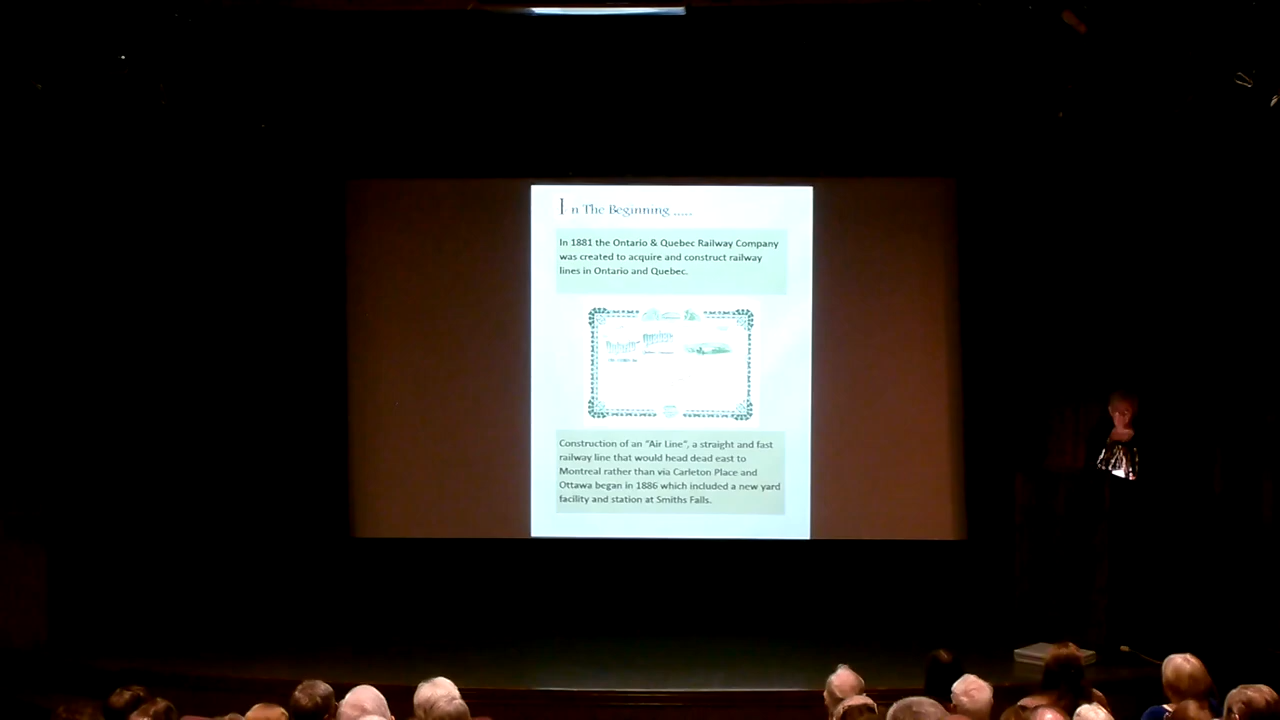 In The Beginning .....
In 1881 the Ontario & Quebec Railway Company
was created to acquire and construct railway
lines in Ontario and Quebec.
Construction of an "Air Line", a straight and fast
railway line that would head dead east to
Montreal rather than via Carleton Place and
Ottawa began in 1886 which included a new yard
facility and station at Smiths Falls.